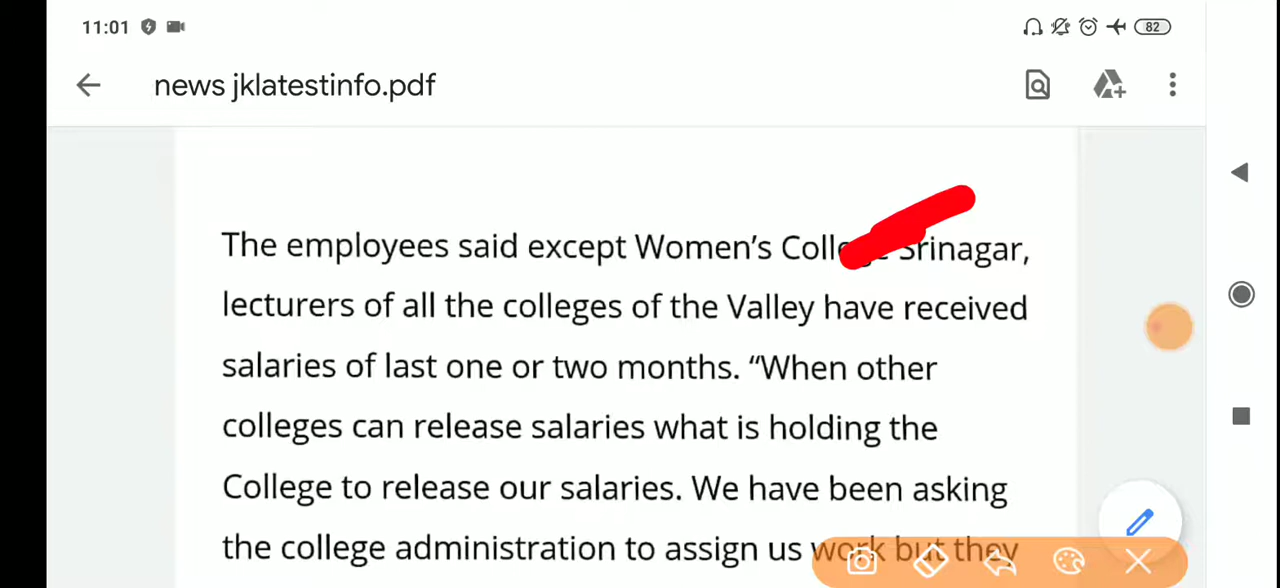 11:01
82
news jklatestinfo.pdf
The employees said except Women's College Srinagar,
lecturers of all the colleges of the Valley have received
salaries of last one or two months. “When other
colleges can release salaries what is holding the
College to release our salaries. We have been asking
the college administration to assign us work but they